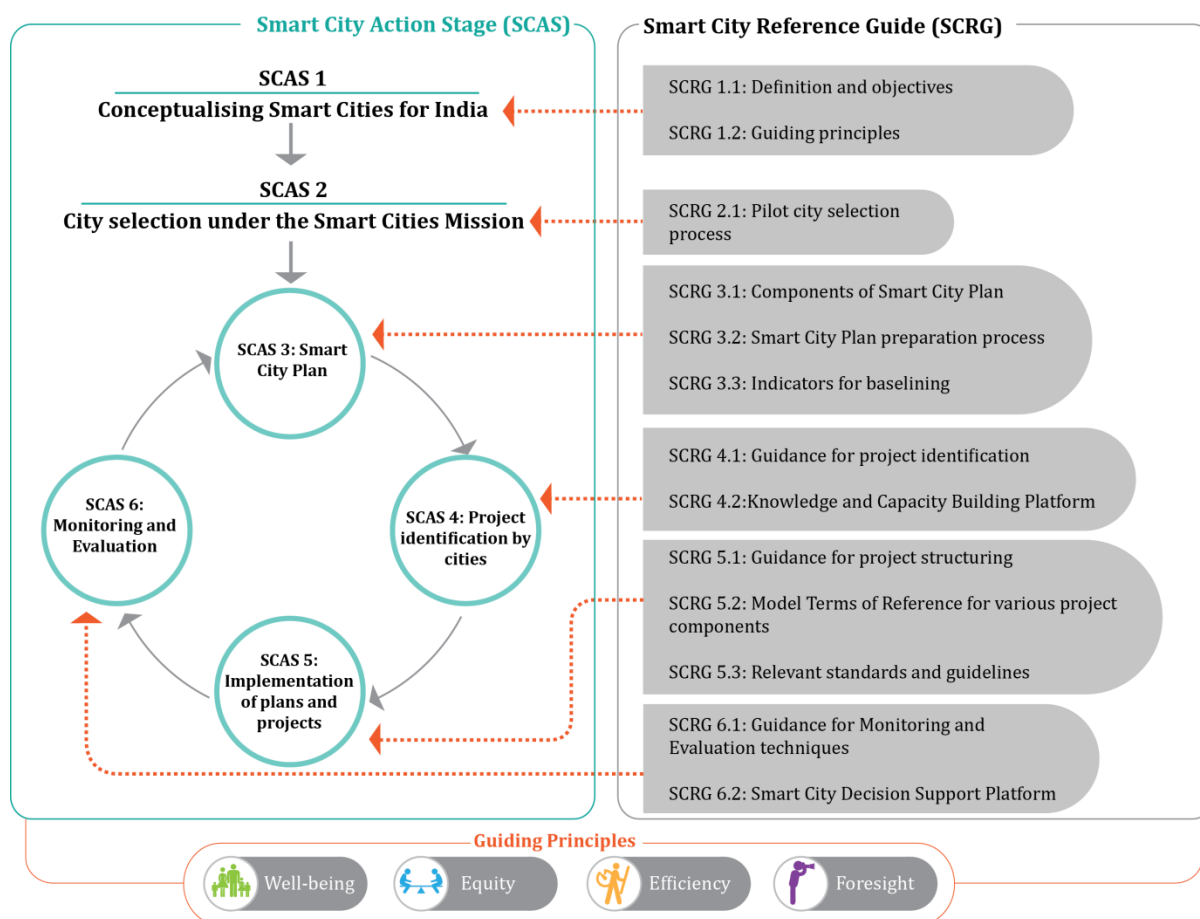 Smart City Action Stage (SCAS)
SCAS 1
Conceptualising Smart Cities for India
SCAS 2
City selection under the Smart Cities Mission
SCAS 3: Smart
City Plan
SCAS 4: Project
identification by
cities
SCAS 5:
Implementation
of plans and
projects
SCAS 6:
Monitoring and
Evaluation
Smart City Reference Guide (SCRG)
SCRG 1.1: Definition and objectives
SCRG 1.2: Guiding principles
SCRG 2.1: Pilot city selection
process
SCRG 3.1: Components of Smart City Plan
SCRG 3.2: Smart City Plan preparation process
SCRG 3.3: Indicators for baselining
SCRG 4.1: Guidance for project identification
SCRG 4.2:Knowledge and Capacity Building Platform
SCRG 5.1: Guidance for project structuring
SCRG 5.2: Model Terms of Reference for various project
components
SCRG 5.3: Relevant standards and guidelines
SCRG 6.1: Guidance for Monitoring and
Evaluation techniques
SCRG 6.2: Smart City Decision Support Platform
Guiding Principles
Well-being
Equity
Efficiency
Foresight